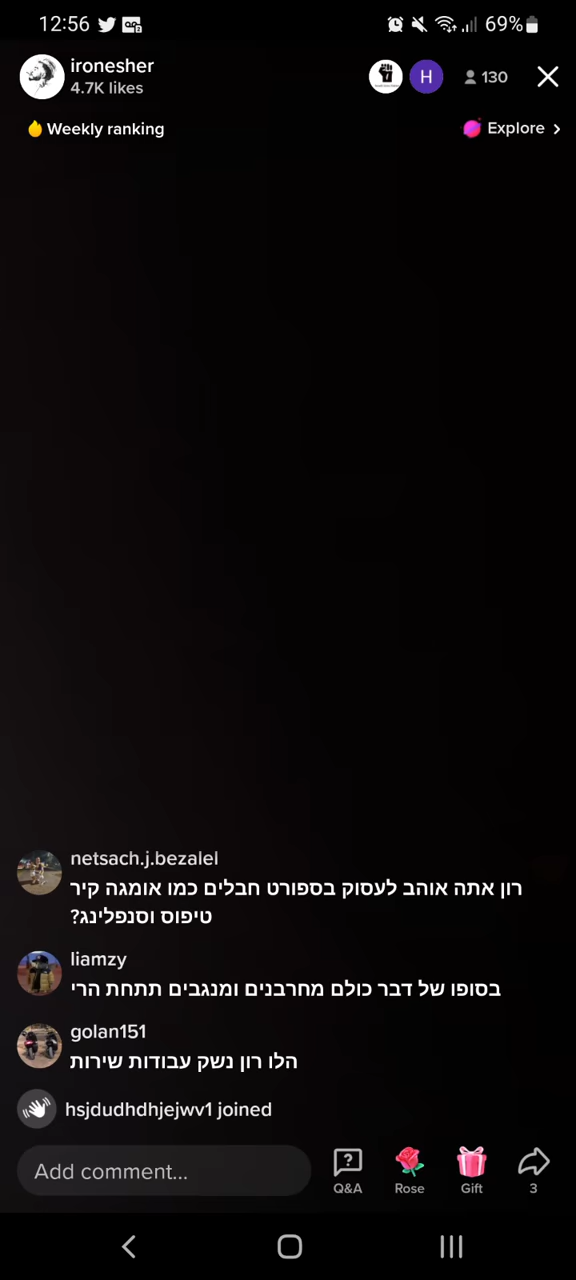 12:56
69%
ironesher
4.7K likes
H
130
Weekly ranking
Explore
netsach.j.bezalel
רון אתה אוהב לעסוק בספורט חבלים כמו אומגה קיר
טיפוס וסנפלינג?
liamzy
בסופו של דבר כולם מחרבנים ומנגבים תתחת הרי
golan151
הלו רון נשק עבודות שירות
hsjdudhdhjejwv1 joined
Add comment...
Q&A
Rose
Gift
3